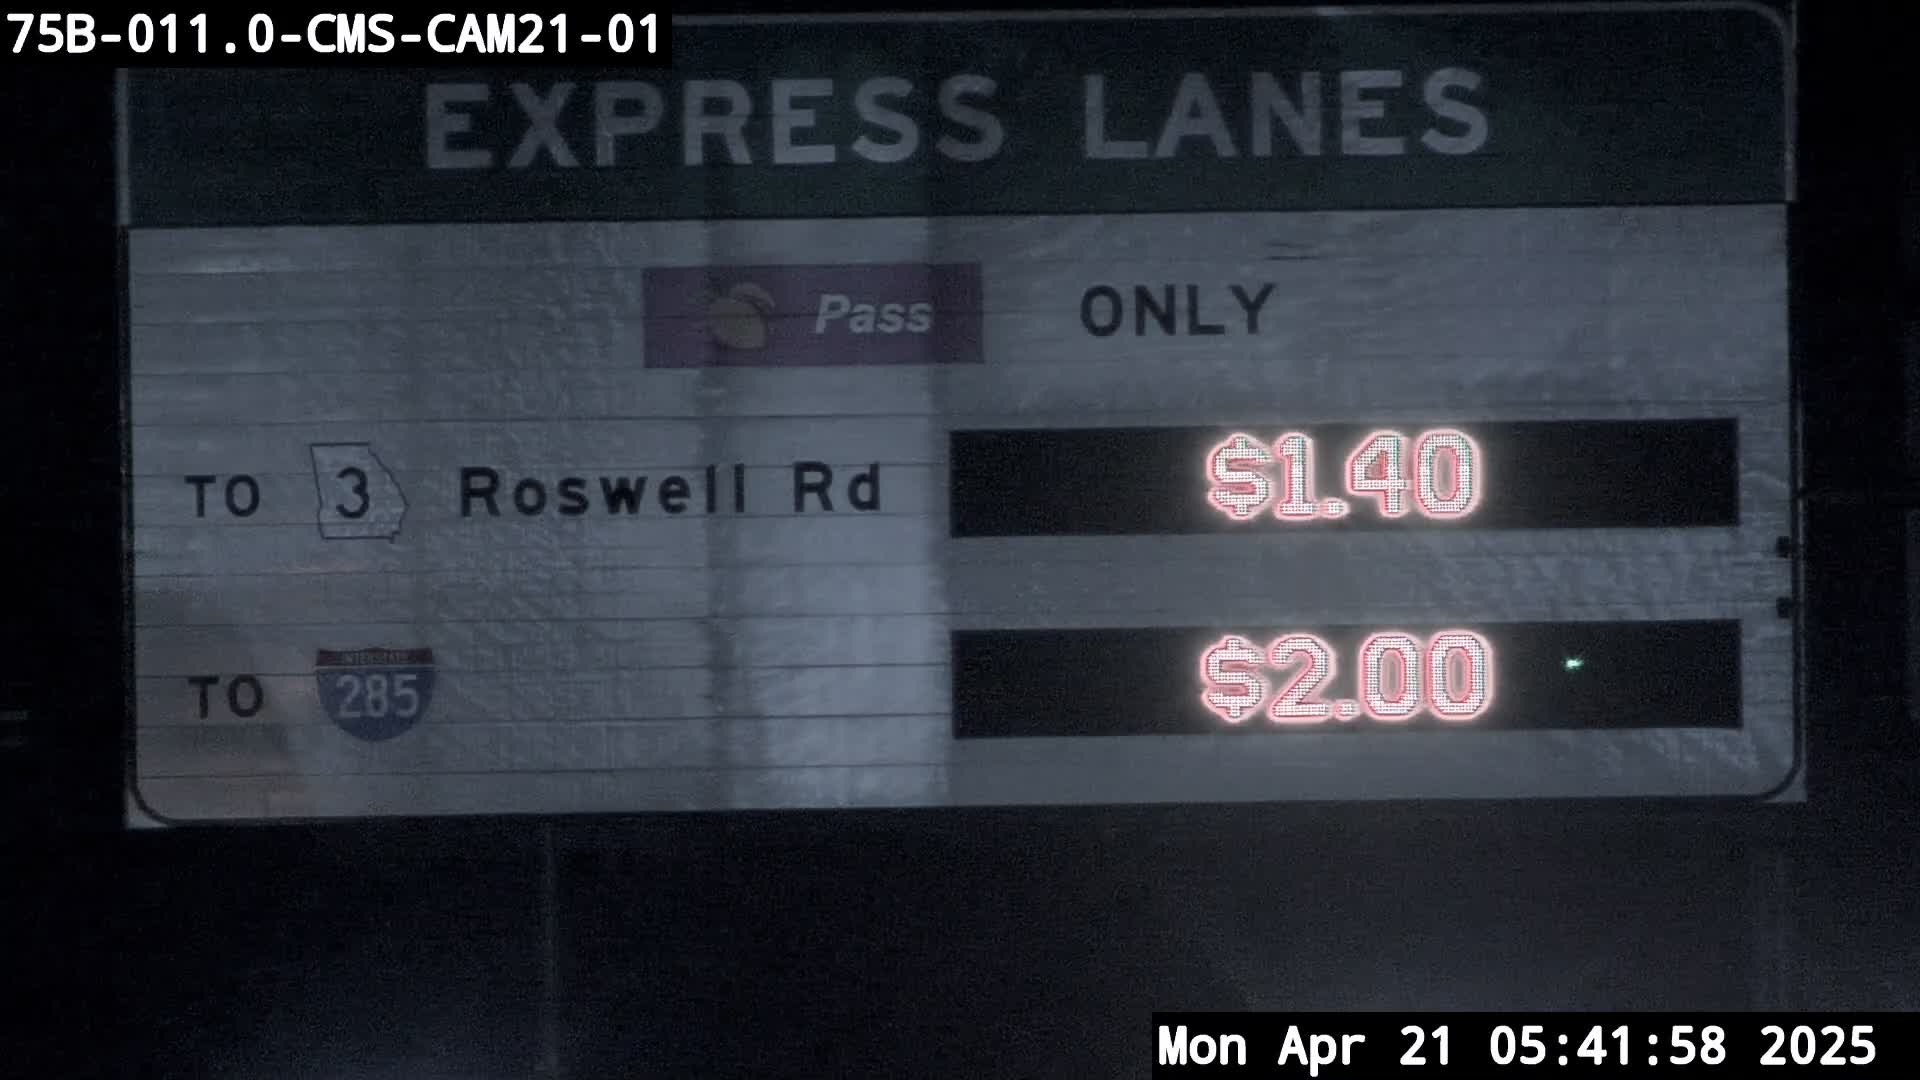 75B-011.0-CMS-CAM21-01
EXPRESS LANES
Pass ONLY
TO 3 Roswell Rd $1.40
INTERSTATE
TO 285 $2.00
Mon Apr 21 05:41:58 2025